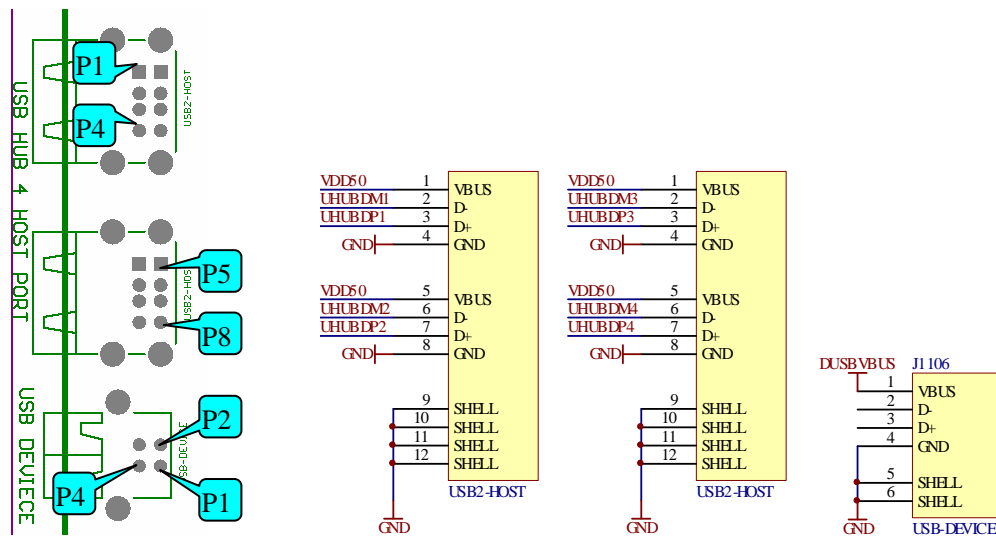 P1
P4
USB2-HOST
USB HUB 4 HOST PORT
P5
P8
USB2-HOST
P2
P4
P1
USB DEVIECE
VDD50 1 VBUS
UHUBDM1 2 D-
UHUBDP1 3 D+
GND 4 GND
VDD50 5 VBUS
UHUBDM2 6 D-
UHUBDP2 7 D+
GND 8 GND
9 SHELL
10 SHELL
11 SHELL
12 SHELL
USB2-HOST
GND
VDD50 1 VBUS
UHUBDM3 2 D-
UHUBDP3 3 D+
GND 4 GND
VDD50 5 VBUS
UHUBDM4 6 D-
UHUBDP4 7 D+
GND 8 GND
9 SHELL
10 SHELL
11 SHELL
12 SHELL
USB2-HOST
GND
DUSBVBUS J1106
1 VBUS
2 D-
3 D+
4 GND
5 SHELL
6 SHELL
GND USB-DEVICE